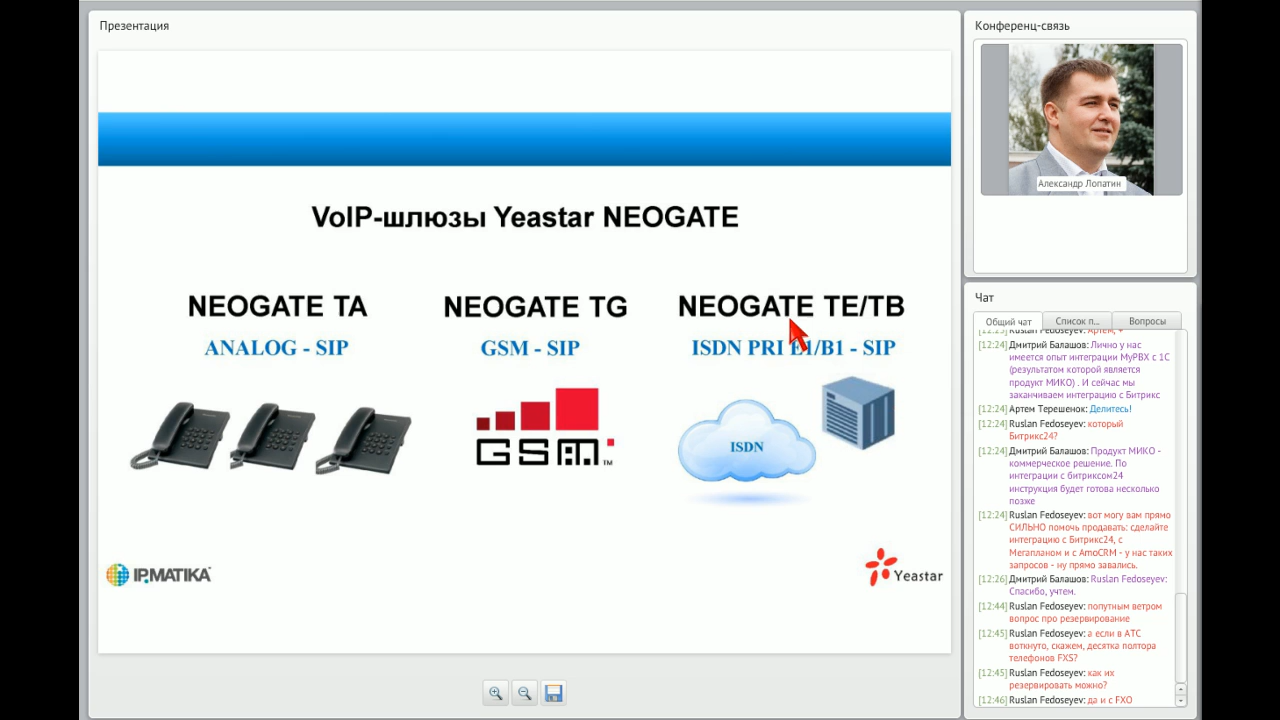 Презентация
VoIP-шлюзы Yeastar NEOGATE
NEOGATE TA
NEOGATE TG
NEOGATE TE/TB
ANALOG - SIP
GSM - SIP
ISDN PRI E1/B1 - SIP
GSM
TM
ISDN
IP.MATIKA
Yeastar
Конференц-связь
Александр Лопатин
Чат
Общий чат
Список п...
Вопросы
[12:23] Ruslan Fedoseyev: Артем, +
[12:24] Дмитрий Балашов: Лично у нас
имеется опыт интеграции MyPBX с 1С
(результатом которой является
продукт МИКО) . И сейчас мы
заканчиваем интеграцию с Битрикс
[12:24] Артем Терешенок: Делитесь!
[12:24] Ruslan Fedoseyev: который
Битрикс24?
[12:24] Дмитрий Балашов: Продукт МИКО -
коммерческое решение. По
интеграции с битриксом24
инструкция будет готова несколько
позже
[12:24] Ruslan Fedoseyev: вот могу вам прямо
СИЛЬНО помочь продавать: сделайте
интеграцию с Битрикс24, с
Мегапланом и с AmoCRM - у нас таких
запросов - ну прямо завались.
[12:26] Дмитрий Балашов: Ruslan Fedoseyev:
Спасибо, учтем.
[12:44] Ruslan Fedoseyev: попутным ветром
вопрос про резервирование
[12:45] Ruslan Fedoseyev: а если в АТС
воткнуто, скажем, десятка полтора
телефонов FXS?
[12:45] Ruslan Fedoseyev: как их
резервировать можно?
[12:46] Ruslan Fedoseyev: да и с FXO